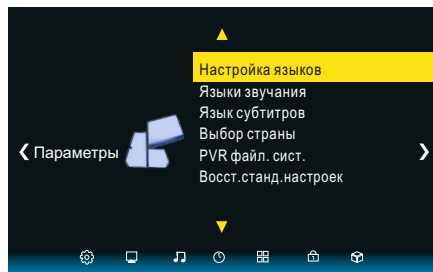 Настройка языков
Языки звучания
Язык субтитров
Выбор страны
Параметры
PVR файл. сист.
Восст.станд.настроек